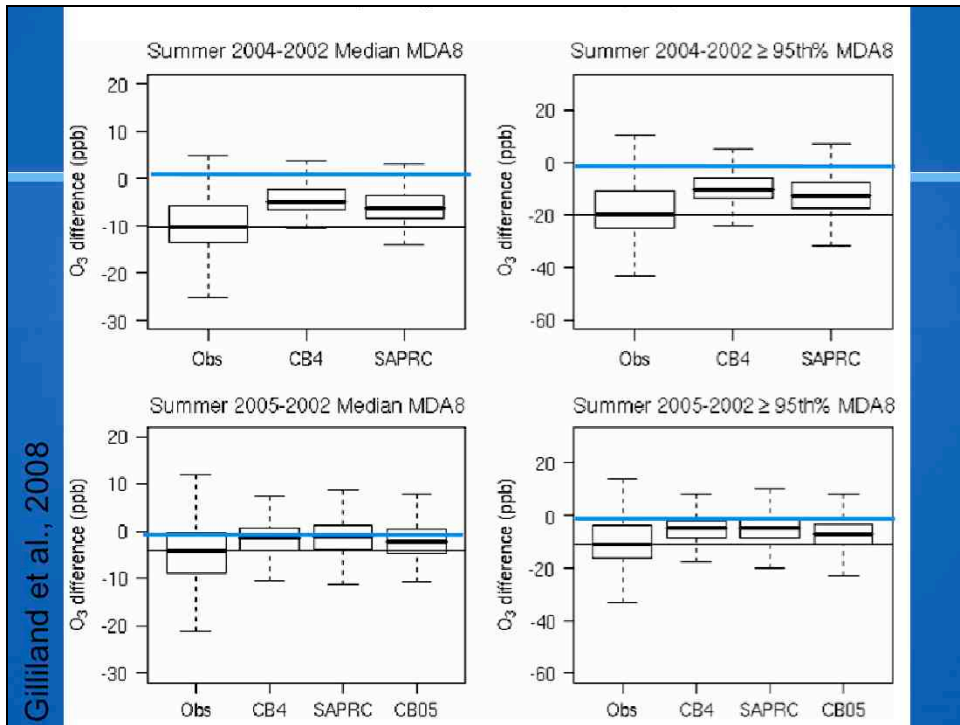 Summer 2004-2002 Median MDA8
O3 difference (ppb)
20
10
0
-10
-20
-30
Obs CB4 SAPRC
Summer 2004-2002 ≥ 95th% MDA8
O3 difference (ppb)
20
0
-20
-40
-60
Obs CB4 SAPRC
Summer 2005-2002 Median MDA8
O3 difference (ppb)
20
10
0
-10
-20
-30
Obs CB4 SAPRC CB05
Summer 2005-2002 ≥ 95th% MDA8
O3 difference (ppb)
20
0
-20
-40
-60
Obs CB4 SAPRC CB05
Gilliland et al., 2008